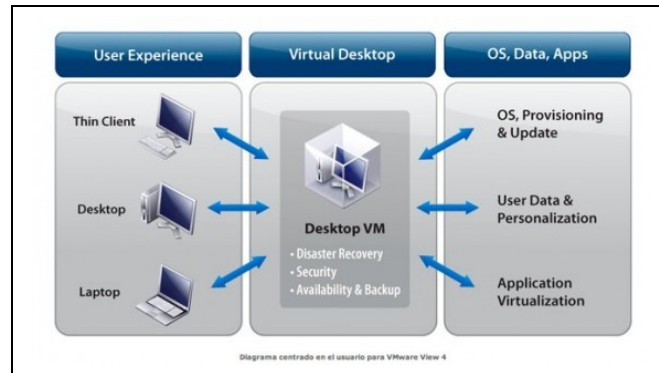 User Experience
Virtual Desktop
OS, Data, Apps
Thin Client
Desktop
Laptop
Desktop VM
• Disaster Recovery
• Security
• Availability & Backup
OS, Provisioning
& Update
User Data &
Personalization
Application
Virtualization
Diagrama centrado en el usuario para VMware View 4